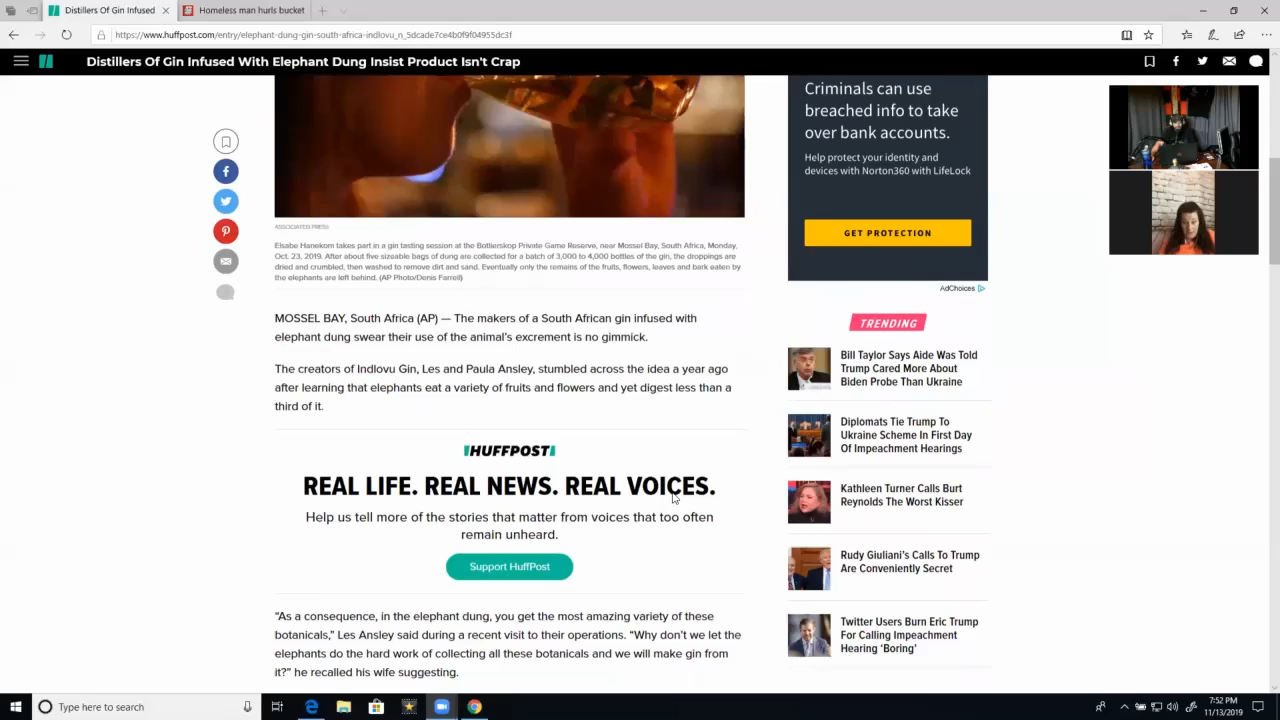 Distillers Of Gin Infused
Homeless man hurls bucket
https://www.huffpost.com/entry/elephant-dung-gin-south-africa-indlovu_n_5dcade7ce4b0f9f04955dc3f
Distillers Of Gin Infused With Elephant Dung Insist Product Isn't Crap
ASSOCIATED PRESS
Elsabe Hanekom takes part in a gin tasting session at the Botlierskop Private Game Reserve, near Mossel Bay, South Africa, Monday,
Oct. 23, 2019. After about five sizeable bags of dung are collected for a batch of 3,000 to 4,000 bottles of the gin, the droppings are
dried and crumbled, then washed to remove dirt and sand. Eventually only the remains of the fruits, flowers, leaves and bark eaten by
the elephants are left behind. (AP Photo/Denis Farrell)
MOSSEL BAY, South Africa (AP) — The makers of a South African gin infused with
elephant dung swear their use of the animal's excrement is no gimmick.
The creators of Indlovu Gin, Les and Paula Ansley, stumbled across the idea a year ago
after learning that elephants eat a variety of fruits and flowers and yet digest less than a
third of it.
HUFFPOST
REAL LIFE. REAL NEWS. REAL VOICES.
Help us tell more of the stories that matter from voices that too often
remain unheard.
Support HuffPost
“As a consequence, in the elephant dung, you get the most amazing variety of these
botanicals,” Les Ansley said during a recent visit to their operations. “Why don’t we let the
elephants do the hard work of collecting all these botanicals and we will make gin from
it?” he recalled his wife suggesting.
Criminals can use
breached info to take
over bank accounts.
Help protect your identity and
devices with Norton360 with LifeLock
GET PROTECTION
AdChoices
TRENDING
Bill Taylor Says Aide Was Told
Trump Cared More About
Biden Probe Than Ukraine
Diplomats Tie Trump To
Ukraine Scheme In First Day
Of Impeachment Hearings
Kathleen Turner Calls Burt
Reynolds The Worst Kisser
Rudy Giuliani's Calls To Trump
Are Conveniently Secret
Twitter Users Burn Eric Trump
For Calling Impeachment
Hearing ‘Boring’
Type here to search
7:52 PM
11/13/2019